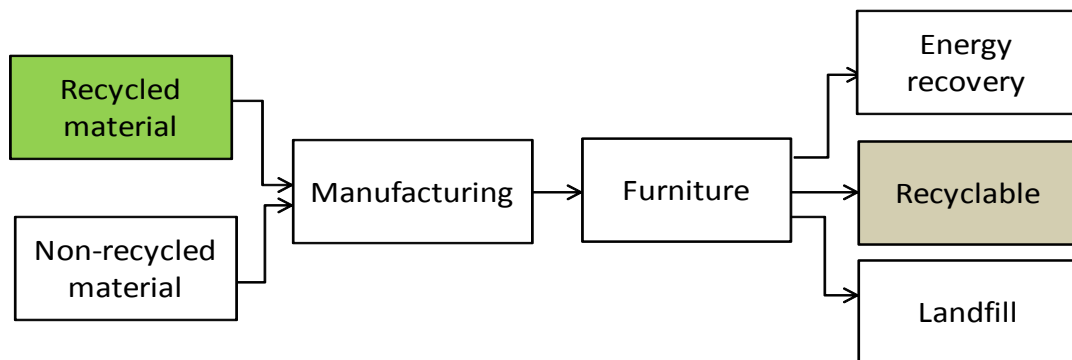 Recycled
material
Non-recycled
material
Manufacturing
Furniture
Energy
recovery
Recyclable
Landfill